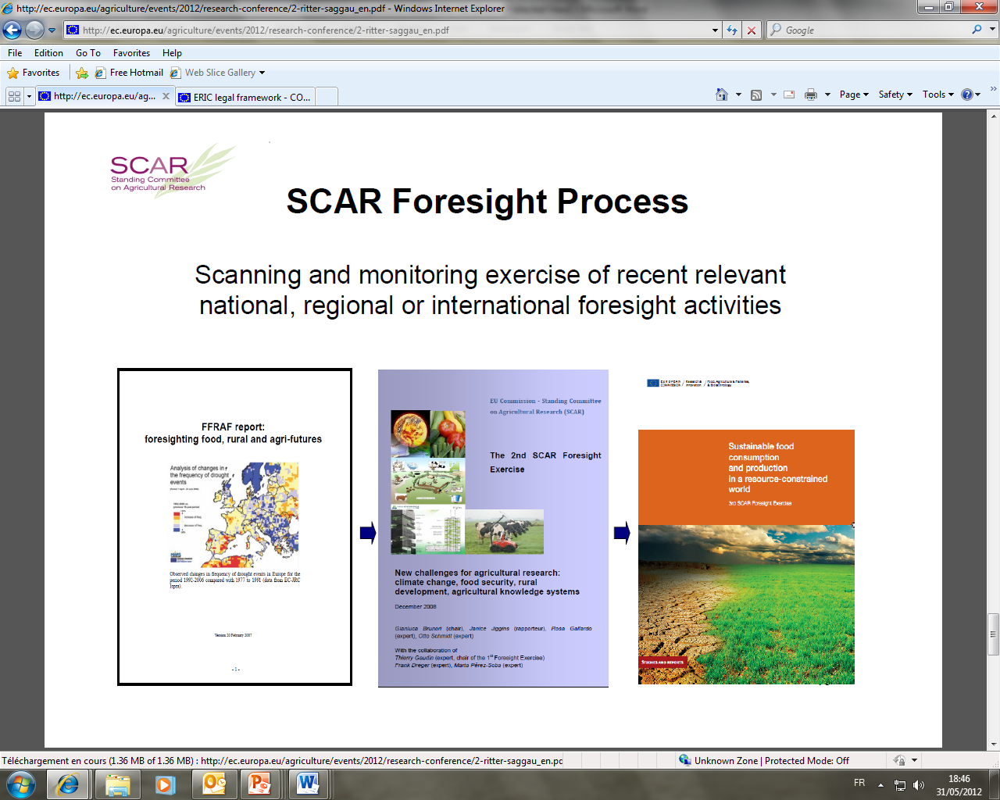 http://ec.europa.eu/agriculture/events/2012/research-conference/2-ritter-saggau_en.pdf - Windows Internet Explorer
http://ec.europa.eu/agriculture/events/2012/research-conference/2-ritter-saggau_en.pdf
Google
File Edition Go To Favorites Help
Favorites Free Hotmail Web Slice Gallery
http://ec.europa.eu/ag... ERIC legal framework - CO... Page Safety Tools
SCAR
Standing Committee
on Agricultural Research
SCAR Foresight Process
Scanning and monitoring exercise of recent relevant
national, regional or international foresight activities
FFRAF report:
foresighting food, rural and agri-futures
Analysis of changes in
the frequency of drought
events
Observed changes in frequency of drought events in Europe for the
period 1992-2006 compared with 1977 to 1991 (data from EC-JRC
Ispra).
Version 20 February 2007
- 1 -
EU Commission - Standing Committee
on Agricultural Research (SCAR)
The 2nd SCAR Foresight
Exercise
New challenges for agricultural research:
climate change, food security, rural
development, agricultural knowledge systems
December 2008
Gianluca Brunori (chair), Janice Jiggins (rapporteur), Rosa Gallardo
(expert), Otto Schmidt (expert)
With the collaboration of
Thierry Gaudin (expert, chair of the 1st Foresight Exercise)
Frank Dreger (expert), Marta Pérez-Soba (expert)
EUROPEAN
COMMISSION
Research &
Innovation
Food, Agriculture & Fisheries,
& Biotechnology
Sustainable food
consumption
and production
in a resource-constrained
world
3rd SCAR Foresight Exercise
STUDIES AND REPORTS
Téléchargement en cours (1.36 MB of 1.36 MB) : http://ec.europa.eu/agriculture/events/2012/research-conference/2-ritter-saggau_en.pd
Unknown Zone | Protected Mode: Off
FR
18:46
31/05/2012